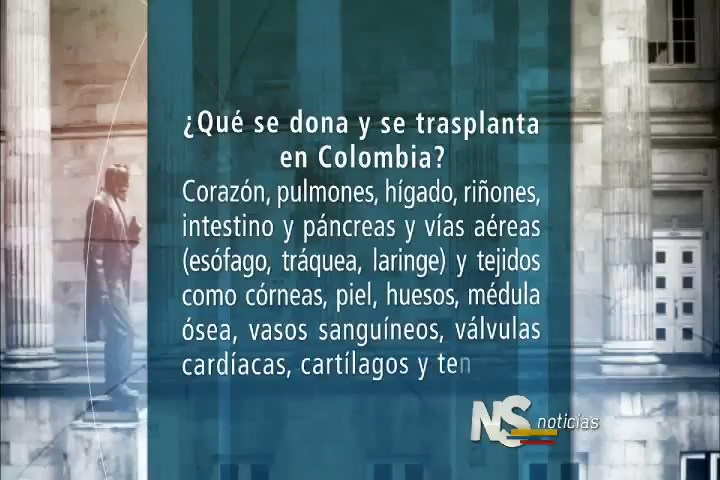 ¿Qué se dona y se trasplanta
en Colombia?
Corazón, pulmones, hígado, riñones,
intestino y páncreas y vías aéreas
(esófago, tráquea, laringe) y tejidos
como córneas, piel, huesos, médula
ósea, vasos sanguíneos, válvulas
cardíacas, cartílagos y ten
NS noticias